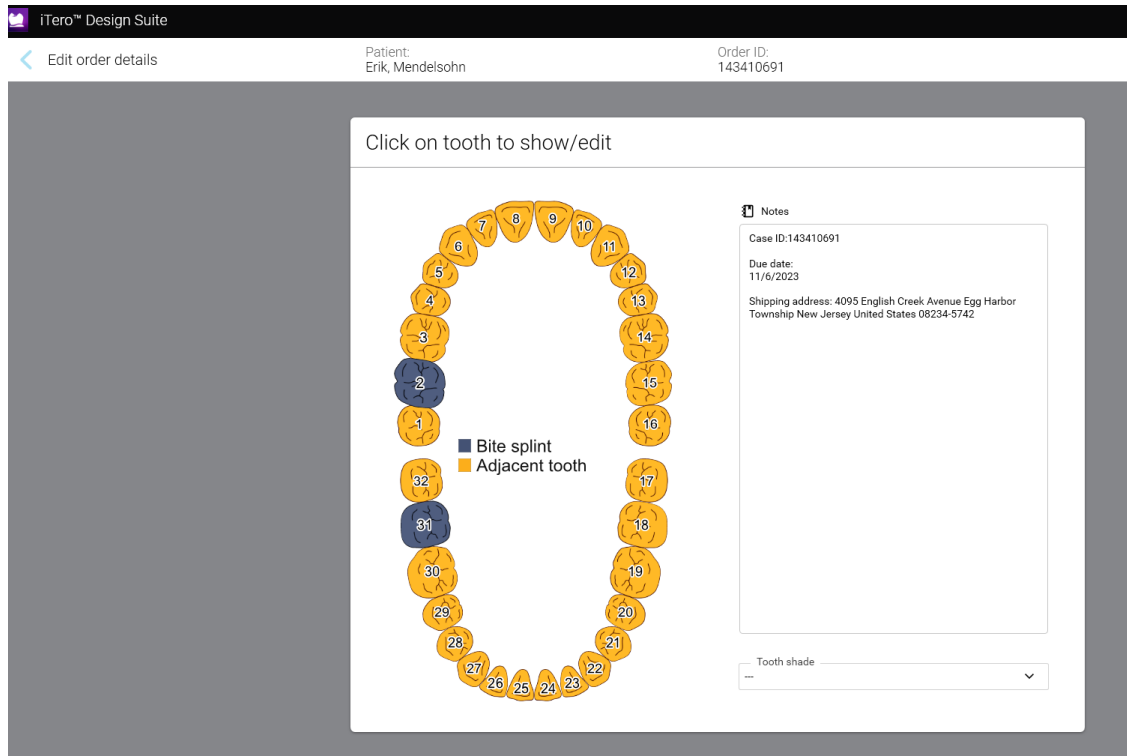 iTero™ Design Suite
Edit order details
Patient:
Erik, Mendelsohn
Order ID:
143410691
Click on tooth to show/edit
8 9
7 10
6 11
5 12
4 13
3 14
2 15
1 16
Bite splint
Adjacent tooth
32 17
31 18
30 19
29 20
28 21
27 22
26 23
25 24
Notes
Case ID:143410691
Due date:
11/6/2023
Shipping address: 4095 English Creek Avenue Egg Harbor
Township New Jersey United States 08234-5742
Tooth shade
---